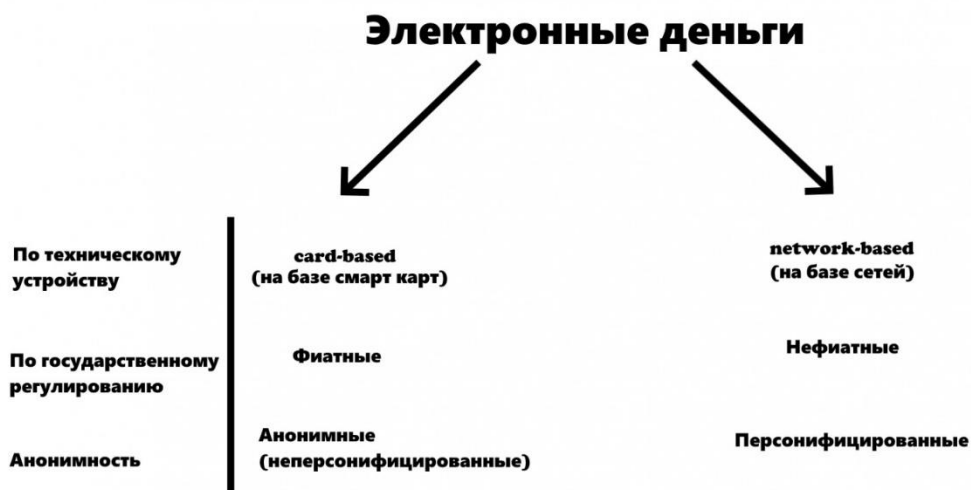 Электронные деньги
По техническому
устройству
card-based
(на базе смарт карт)
network-based
(на базе сетей)
По государственному
регулированию
Фиатные
Нефиатные
Анонимность
Анонимные
(неперсонифицированные)
Персонифицированные